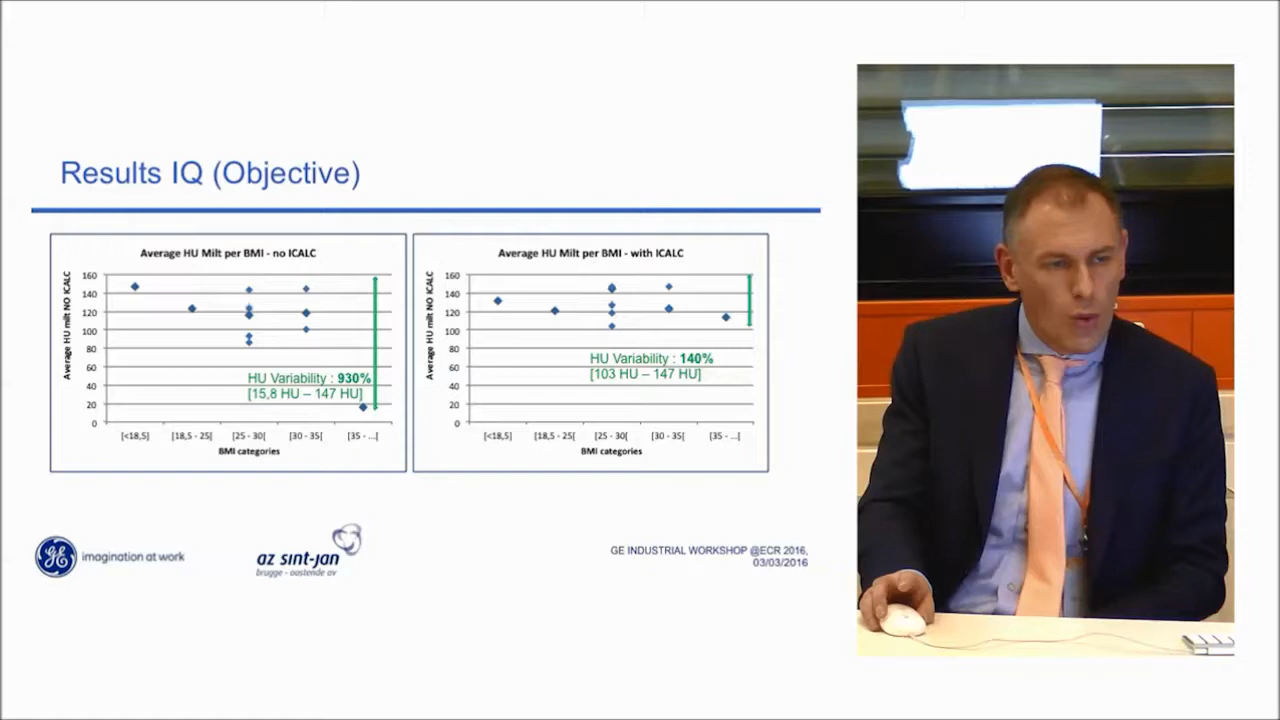 Results IQ (Objective)
Average HU Milt per BMI - no ICALC
Average HU milt NO ICALC
160
140
120
100
80
60
40
20
0
HU Variability : 930%
[15,8 HU – 147 HU]
[<18,5] [18,5 - 25[ [25 - 30[ [30 - 35[ [35 - ...[
BMI categories
Average HU Milt per BMI - with ICALC
Average HU milt NO ICALC
160
140
120
100
80
60
40
20
0
HU Variability : 140%
[103 HU – 147 HU]
[<18,5] [18,5 - 25[ [25 - 30[ [30 - 35[ [35 - ...[
BMI categories
GE imagination at work
az sint-jan
brugge - oostende av
GE INDUSTRIAL WORKSHOP @ECR 2016,
03/03/2016